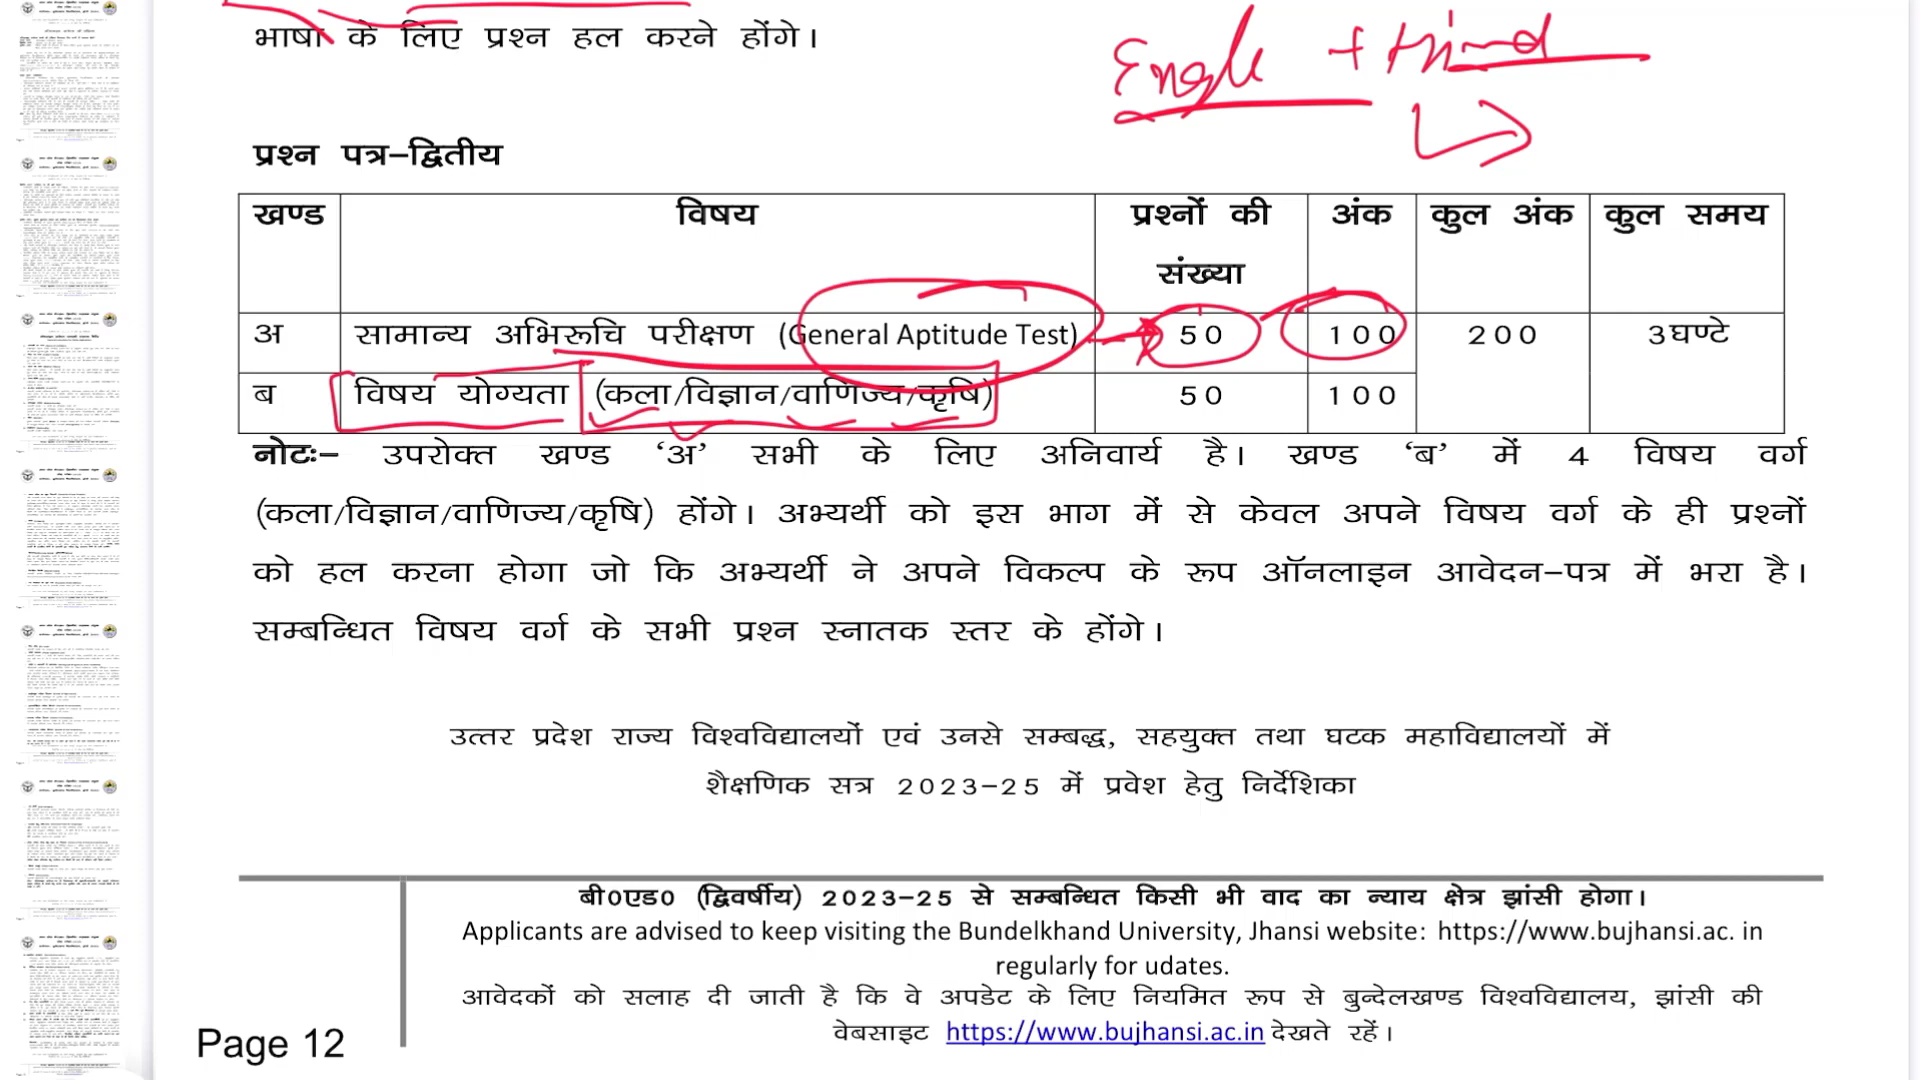 भाषा के लिए प्रश्न हल करने होंगे।
Engl + Hind
प्रश्न पत्र–द्वितीय
खण्ड विषय प्रश्नों की संख्या अंक कुल अंक कुल समय
अ सामान्य अभिरूचि परीक्षण (General Aptitude Test) 50 100 200 3घण्टे
ब विषय योग्यता (कला/विज्ञान/वाणिज्य/कृषि) 50 100
नोटः– उपरोक्त खण्ड ‘अ’ सभी के लिए अनिवार्य है। खण्ड ‘ब’ में 4 विषय वर्ग
(कला/विज्ञान/वाणिज्य/कृषि) होंगे। अभ्यर्थी को इस भाग में से केवल अपने विषय वर्ग के ही प्रश्नों
को हल करना होगा जो कि अभ्यर्थी ने अपने विकल्प के रूप ऑनलाइन आवेदन–पत्र में भरा है।
सम्बन्धित विषय वर्ग के सभी प्रश्न स्नातक स्तर के होंगे।
उत्तर प्रदेश राज्य विश्वविद्यालयों एवं उनसे सम्बद्ध, सहयुक्त तथा घटक महाविद्यालयों में
शैक्षणिक सत्र 2023–25 में प्रवेश हेतु निर्देशिका
बी0एड0 (द्विवर्षीय) 2023–25 से सम्बन्धित किसी भी वाद का न्याय क्षेत्र झांसी होगा।
Applicants are advised to keep visiting the Bundelkhand University, Jhansi website: https://www.bujhansi.ac. in
regularly for udates.
आवेदकों को सलाह दी जाती है कि वे अपडेट के लिए नियमित रूप से बुन्देलखण्ड विश्वविद्यालय, झांसी की
वेबसाइट https://www.bujhansi.ac.in देखते रहें।
Page 12